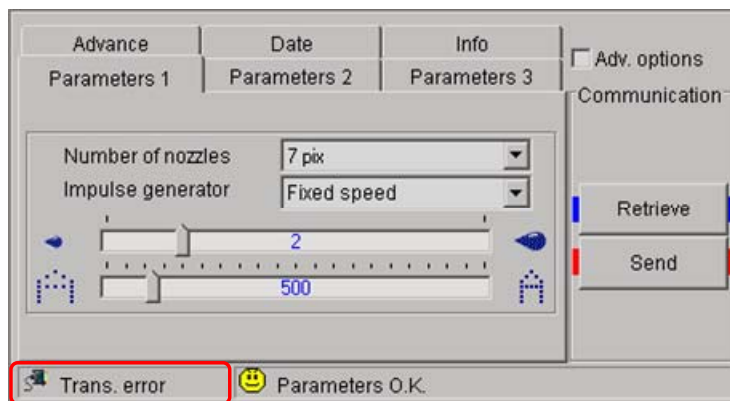 Advance Date Info
Adv. options
Parameters 1 Parameters 2 Parameters 3
Communication
Number of nozzles 7 pix
Impulse generator Fixed speed
Retrieve
2
Send
500
Trans. error Parameters O.K.